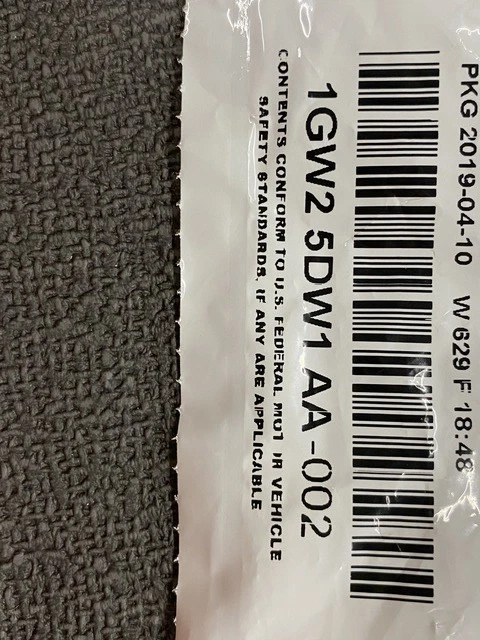 PKG 2019-04-10 W 629 F 18:48
1GW2 5DW1 AA -002
CONTENTS CONFORM TO U.S. FEDERAL VEHICLE
SAFETY STANDARDS, IF ANY ARE APPLICABLE